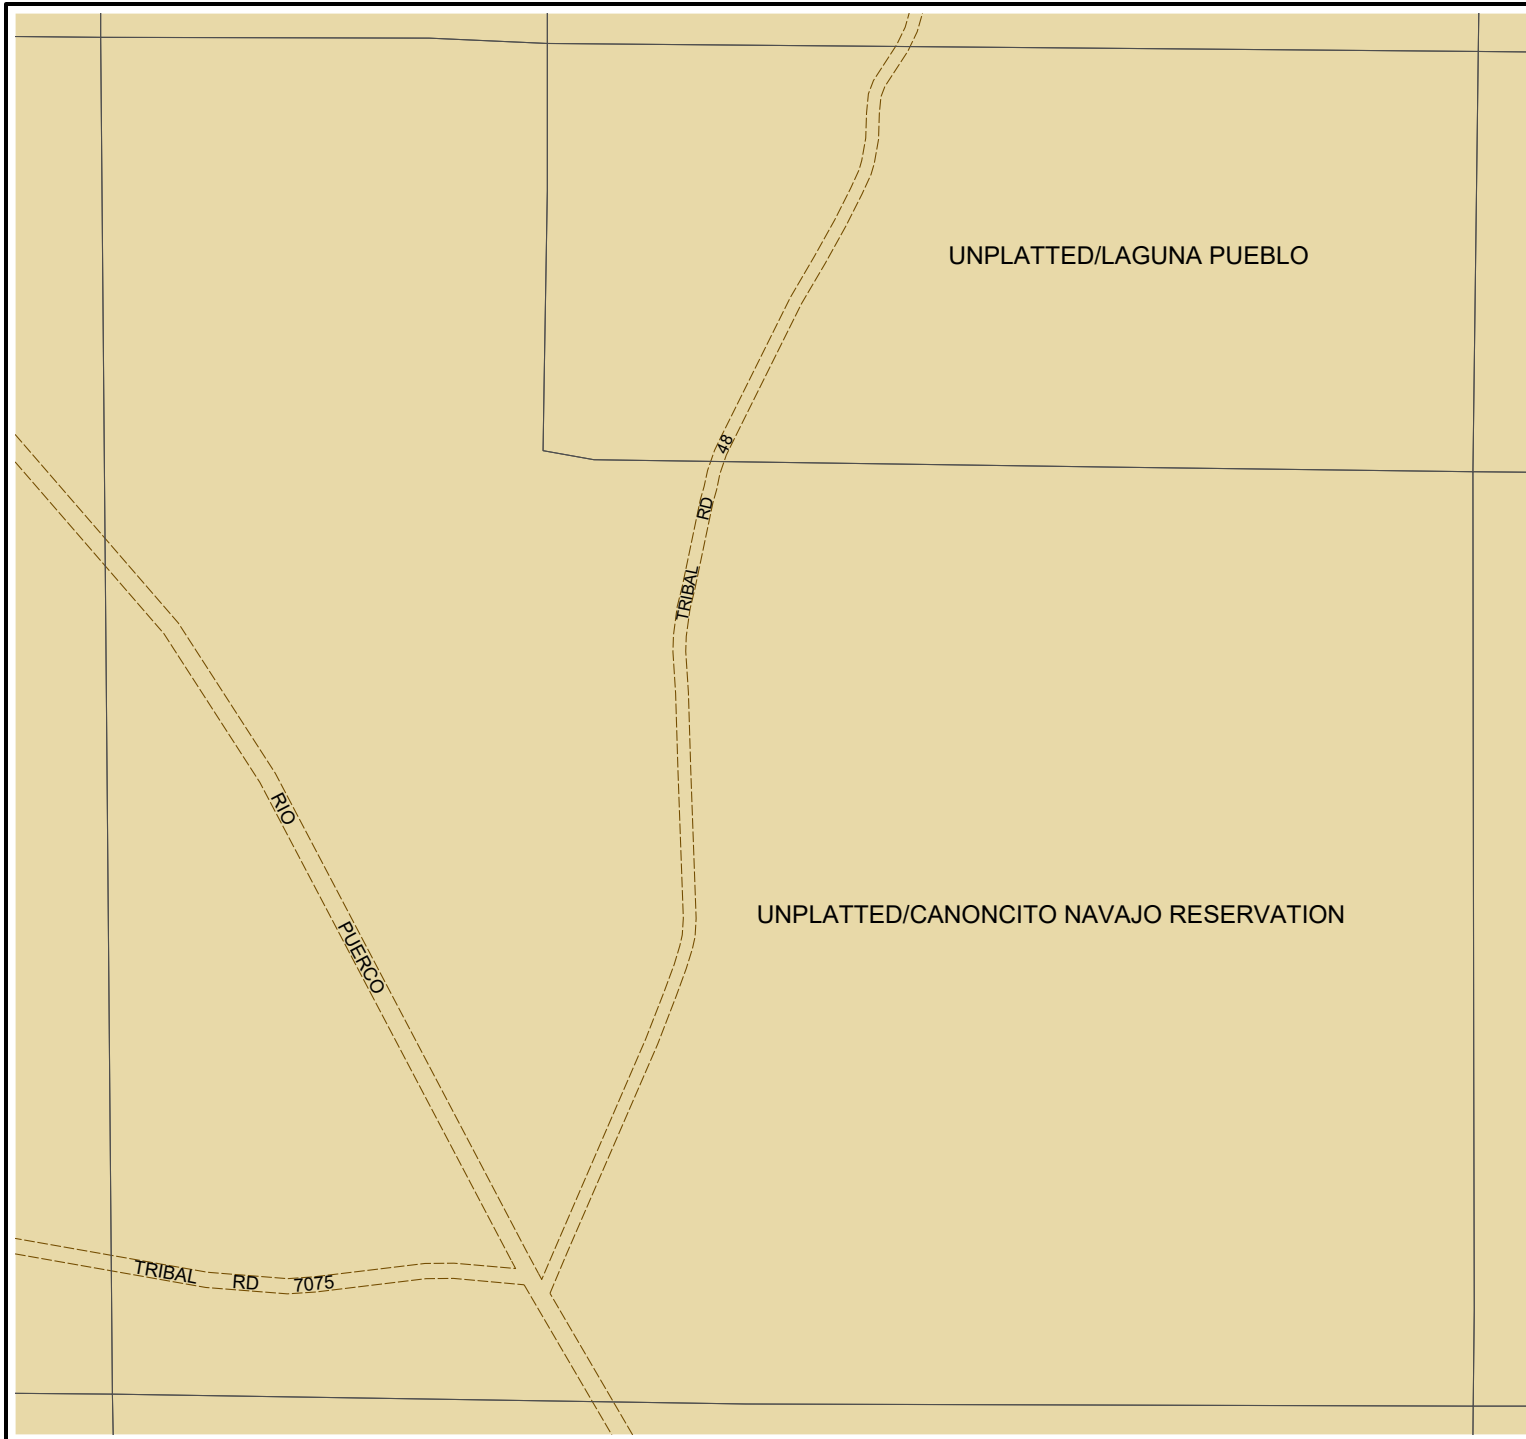 UNPLATTED/LAGUNA PUEBLO
TRIBAL RD 48
RIO PUERCO
UNPLATTED/CANONCITO NAVAJO RESERVATION
TRIBAL RD 7075